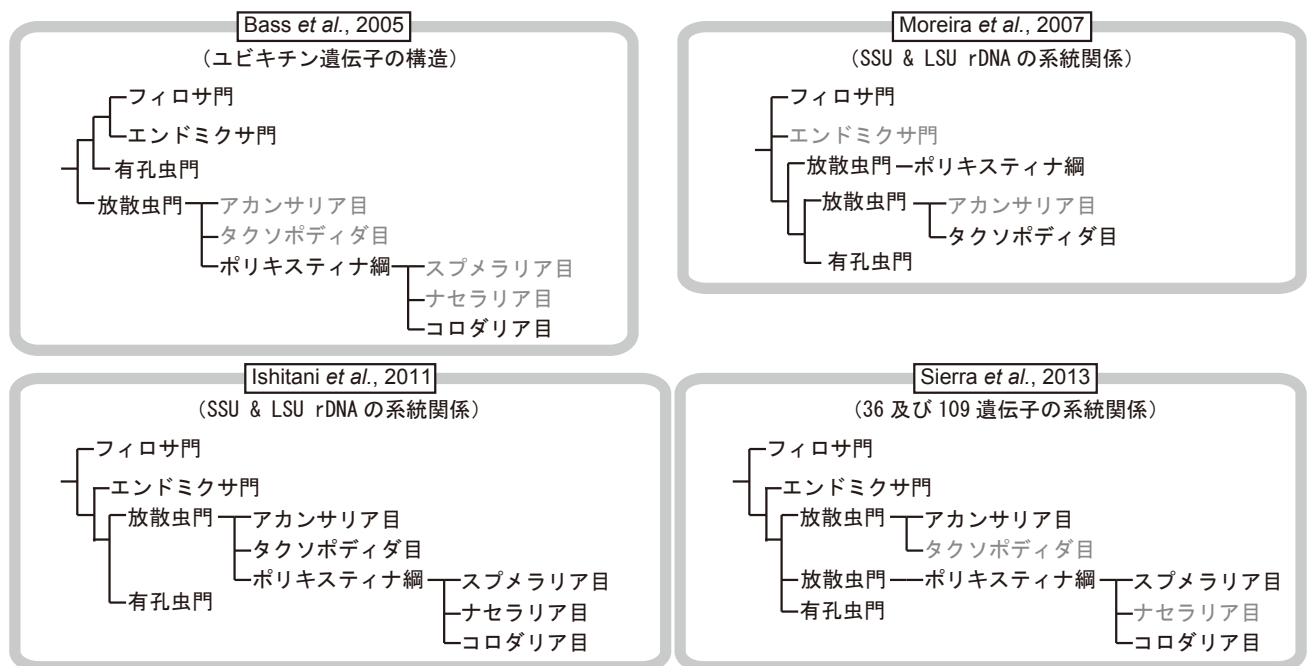 Bass et al., 2005
（ユビキチン遺伝子の構造）
フィロサ門
エンドミクサ門
有孔虫門
放散虫門
アカンサリア目
タクソポディダ目
ポリキスティナ綱
スプメラリア目
ナセラリア目
コロダリア目
Moreira et al., 2007
（SSU & LSU rDNA の系統関係）
フィロサ門
エンドミクサ門
放散虫門
ポリキスティナ綱
放散虫門
アカンサリア目
タクソポディダ目
有孔虫門
Ishitani et al., 2011
（SSU & LSU rDNA の系統関係）
フィロサ門
エンドミクサ門
放散虫門
アカンサリア目
タクソポディダ目
ポリキスティナ綱
スプメラリア目
有孔虫門
ナセラリア目
コロダリア目
Sierra et al., 2013
（36 及び 109 遺伝子の系統関係）
フィロサ門
エンドミクサ門
放散虫門
アカンサリア目
タクソポディダ目
放散虫門
ポリキスティナ綱
スプメラリア目
有孔虫門
ナセラリア目
コロダリア目